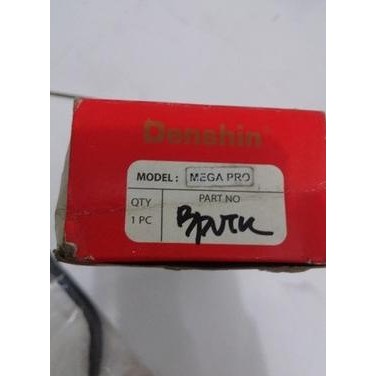 Denshin
MODEL : MEGA PRO
QTY PART NO
1 PC